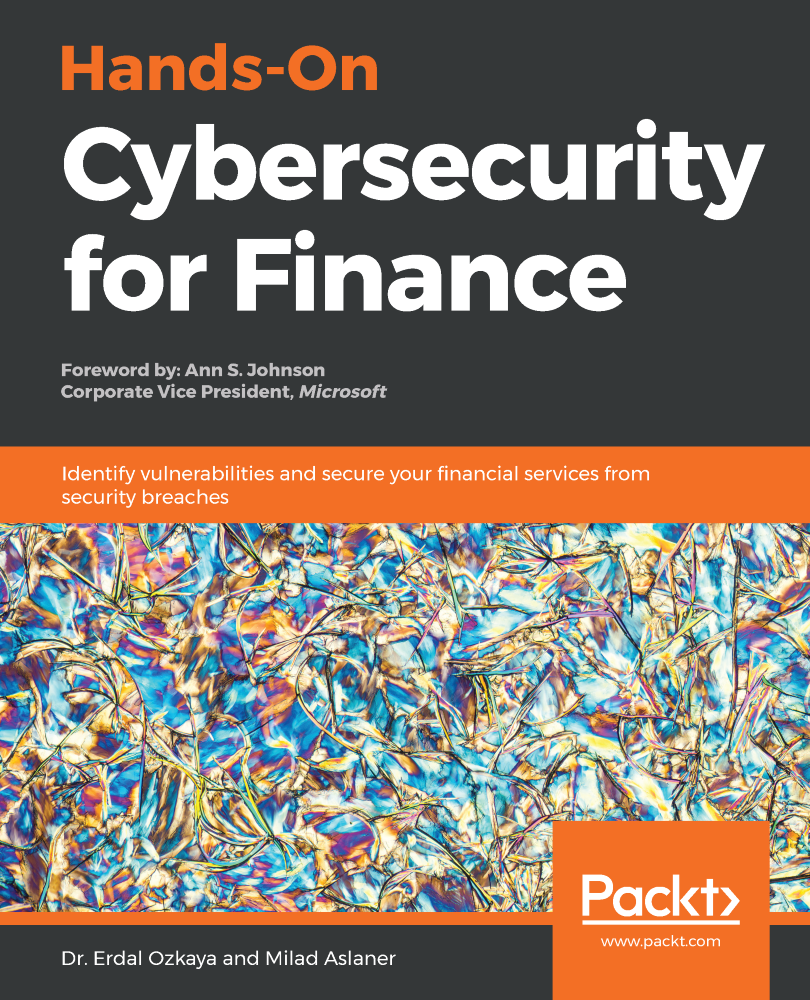 Hands-On
Cybersecurity
for Finance
Foreword by: Ann S. Johnson
Corporate Vice President, Microsoft
Identify vulnerabilities and secure your financial services from
security breaches
Packt>
www.packt.com
Dr. Erdal Ozkaya and Milad Aslaner